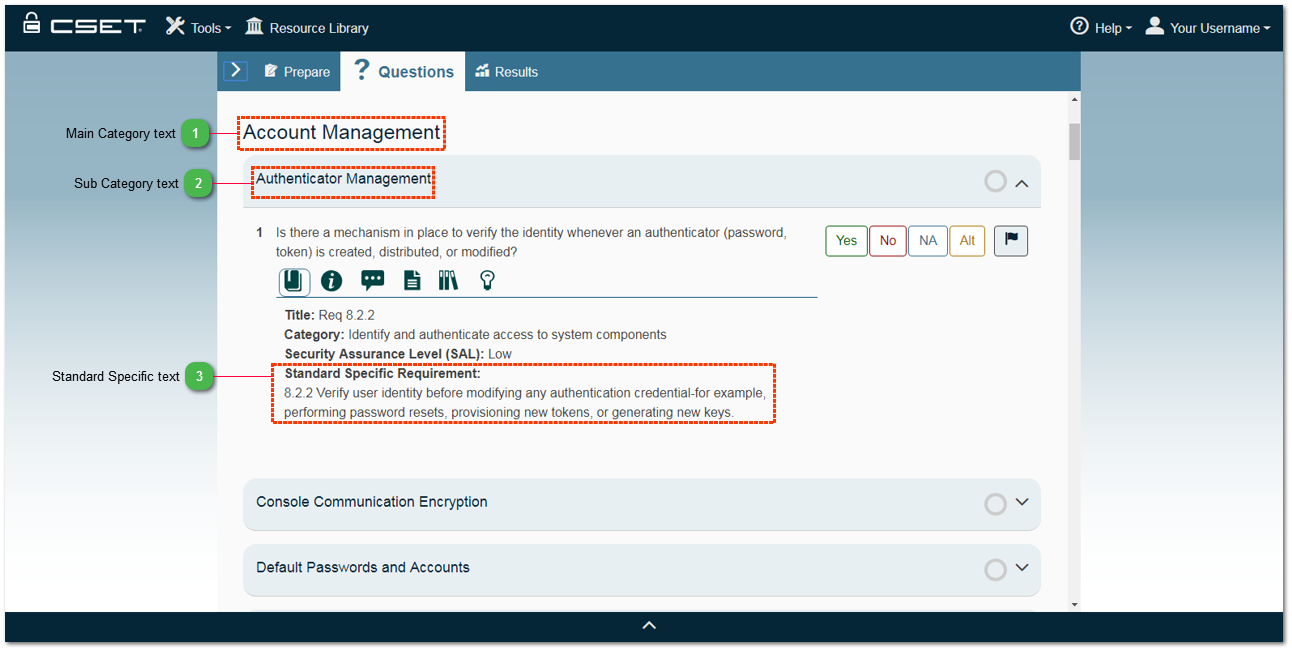 CSET Tools Resource Library Help Your Username
Prepare ? Questions Results
Main Category text 1 Account Management
Sub Category text 2 Authenticator Management
1 Is there a mechanism in place to verify the identity whenever an authenticator (password,
token) is created, distributed, or modified?
Yes No NA Alt
Title: Req 8.2.2
Category: Identify and authenticate access to system components
Security Assurance Level (SAL): Low
Standard Specific text 3
Standard Specific Requirement:
8.2.2 Verify user identity before modifying any authentication credential-for example,
performing password resets, provisioning new tokens, or generating new keys.
Console Communication Encryption
Default Passwords and Accounts